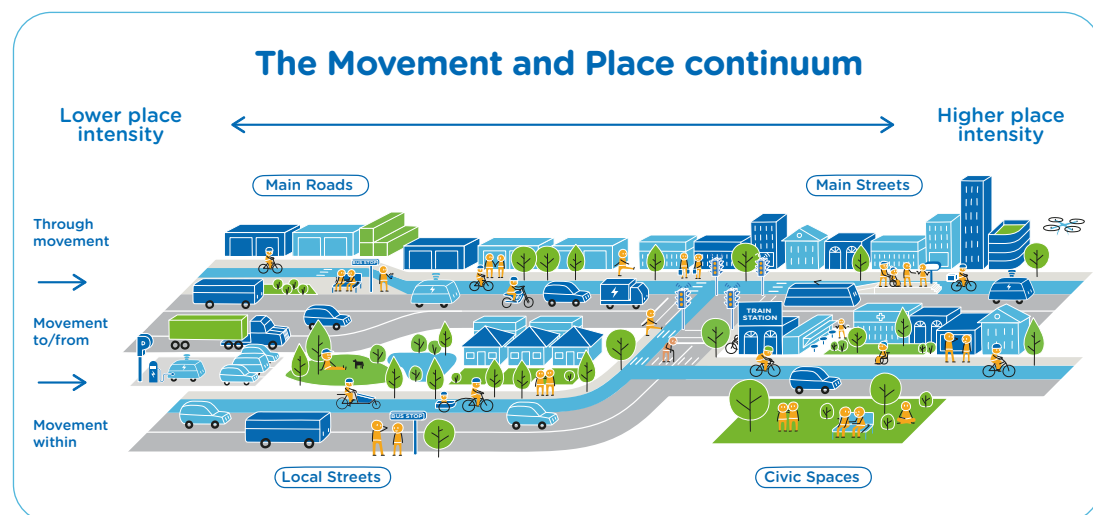 The Movement and Place continuum
Lower place
intensity
Higher place
intensity
Main Roads
Main Streets
Through
movement
BUS STOP
Movement
to/from
P
TRAIN
STATION
Movement
within
BUS STOP
Local Streets
Civic Spaces